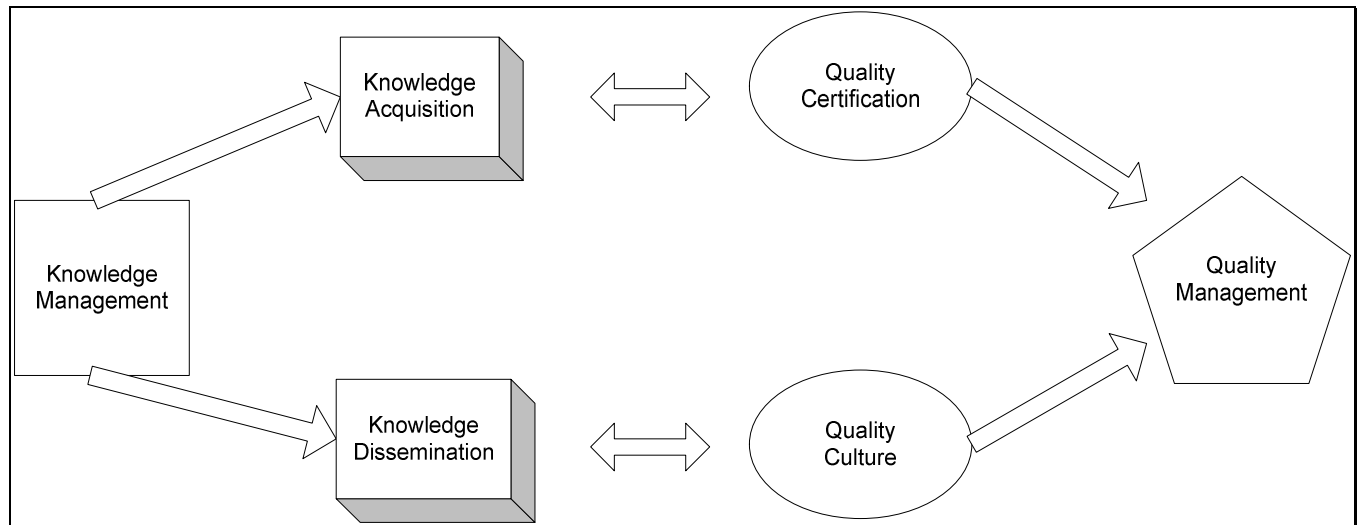 Knowledge
Acquisition
Quality
Certification
Knowledge
Management
Quality
Management
Knowledge
Dissemination
Quality
Culture